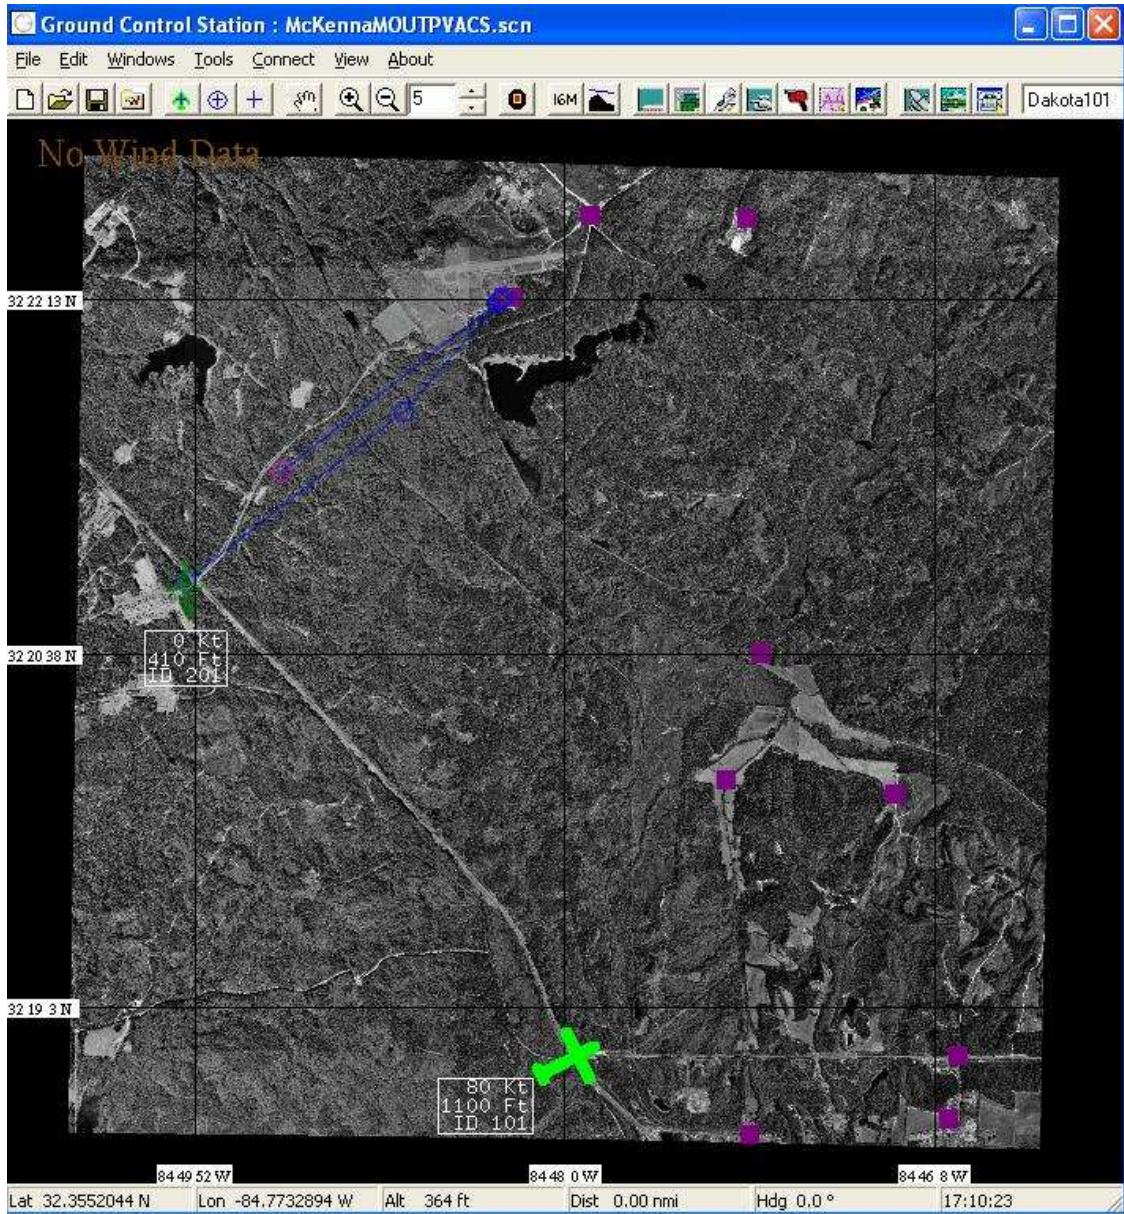 Ground Control Station : McKennaMOUTPVACS.scn
File Edit Windows Tools Connect View About
5 16M Dakota101
No Wind Data
32 22 13 N
0 Kt
410 Ft
ID 201
32 20 38 N
32 19 3 N
80 Kt
1100 Ft
ID 101
84 49 52 W 84 48 0 W 84 46 8 W
Lat 32.3552044 N Lon -84.7732894 W Alt 364 ft Dist 0.00 nmi Hdg 0.0 ° 17:10:23